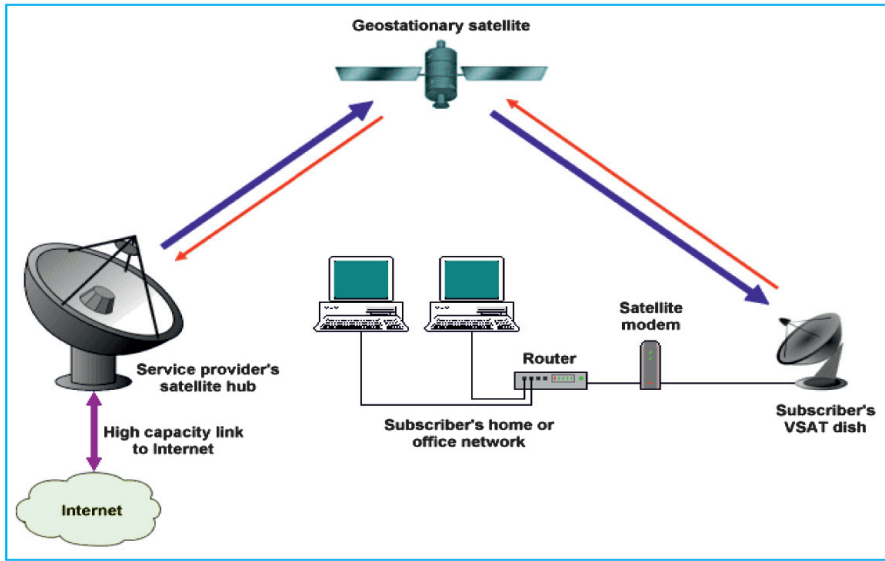 Geostationary satellite
Satellite
modem
Router
Service provider's
satellite hub
Subscriber's home or
office network
Subscriber's
VSAT dish
High capacity link
to Internet
Internet